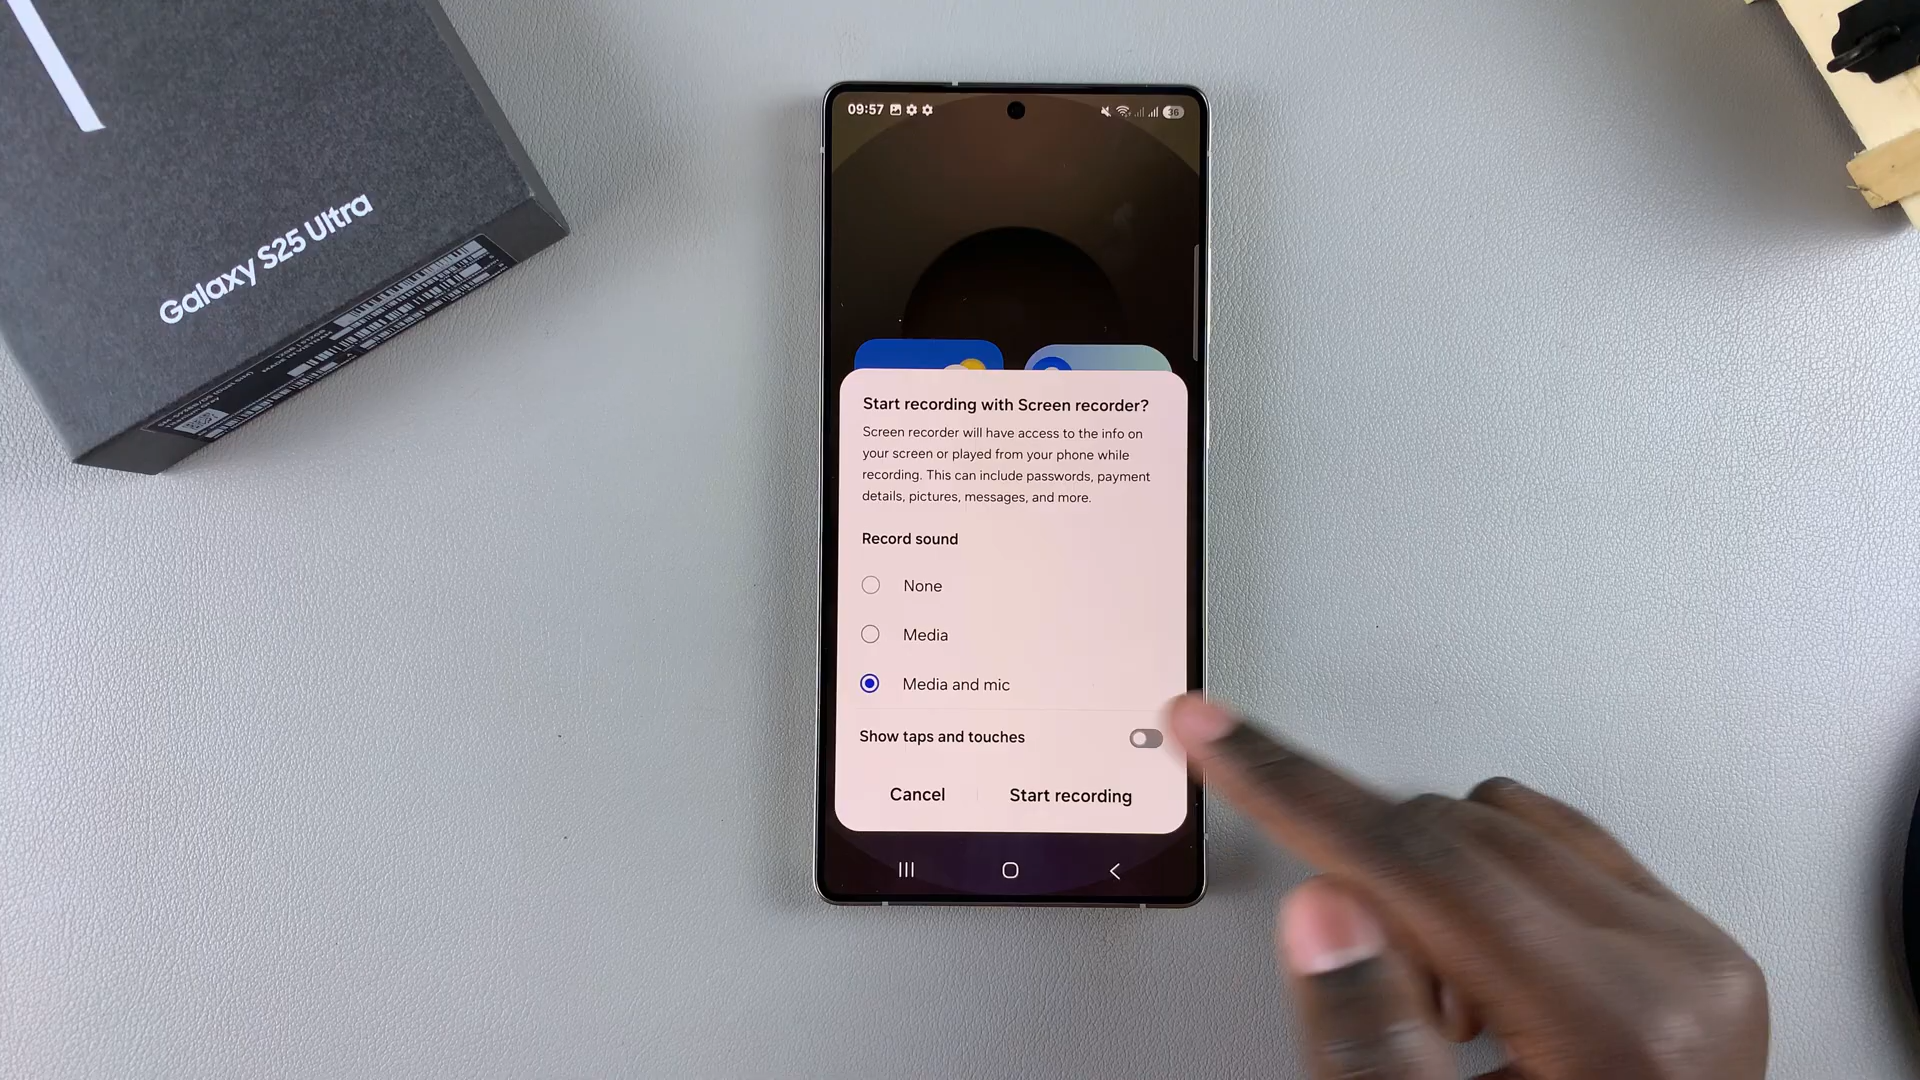 Galaxy S25 Ultra
09:57
36
Start recording with Screen recorder?
Screen recorder will have access to the info on
your screen or played from your phone while
recording. This can include passwords, payment
details, pictures, messages, and more.
Record sound
None
Media
Media and mic
Show taps and touches
Cancel
Start recording